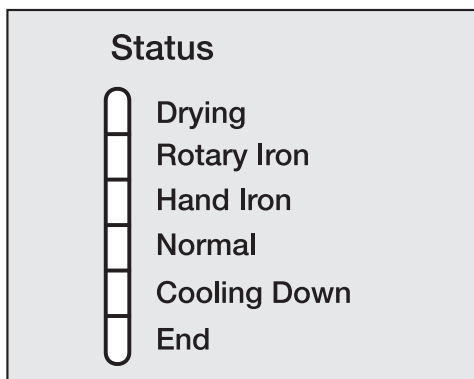 Status
Drying
Rotary Iron
Hand Iron
Normal
Cooling Down
End